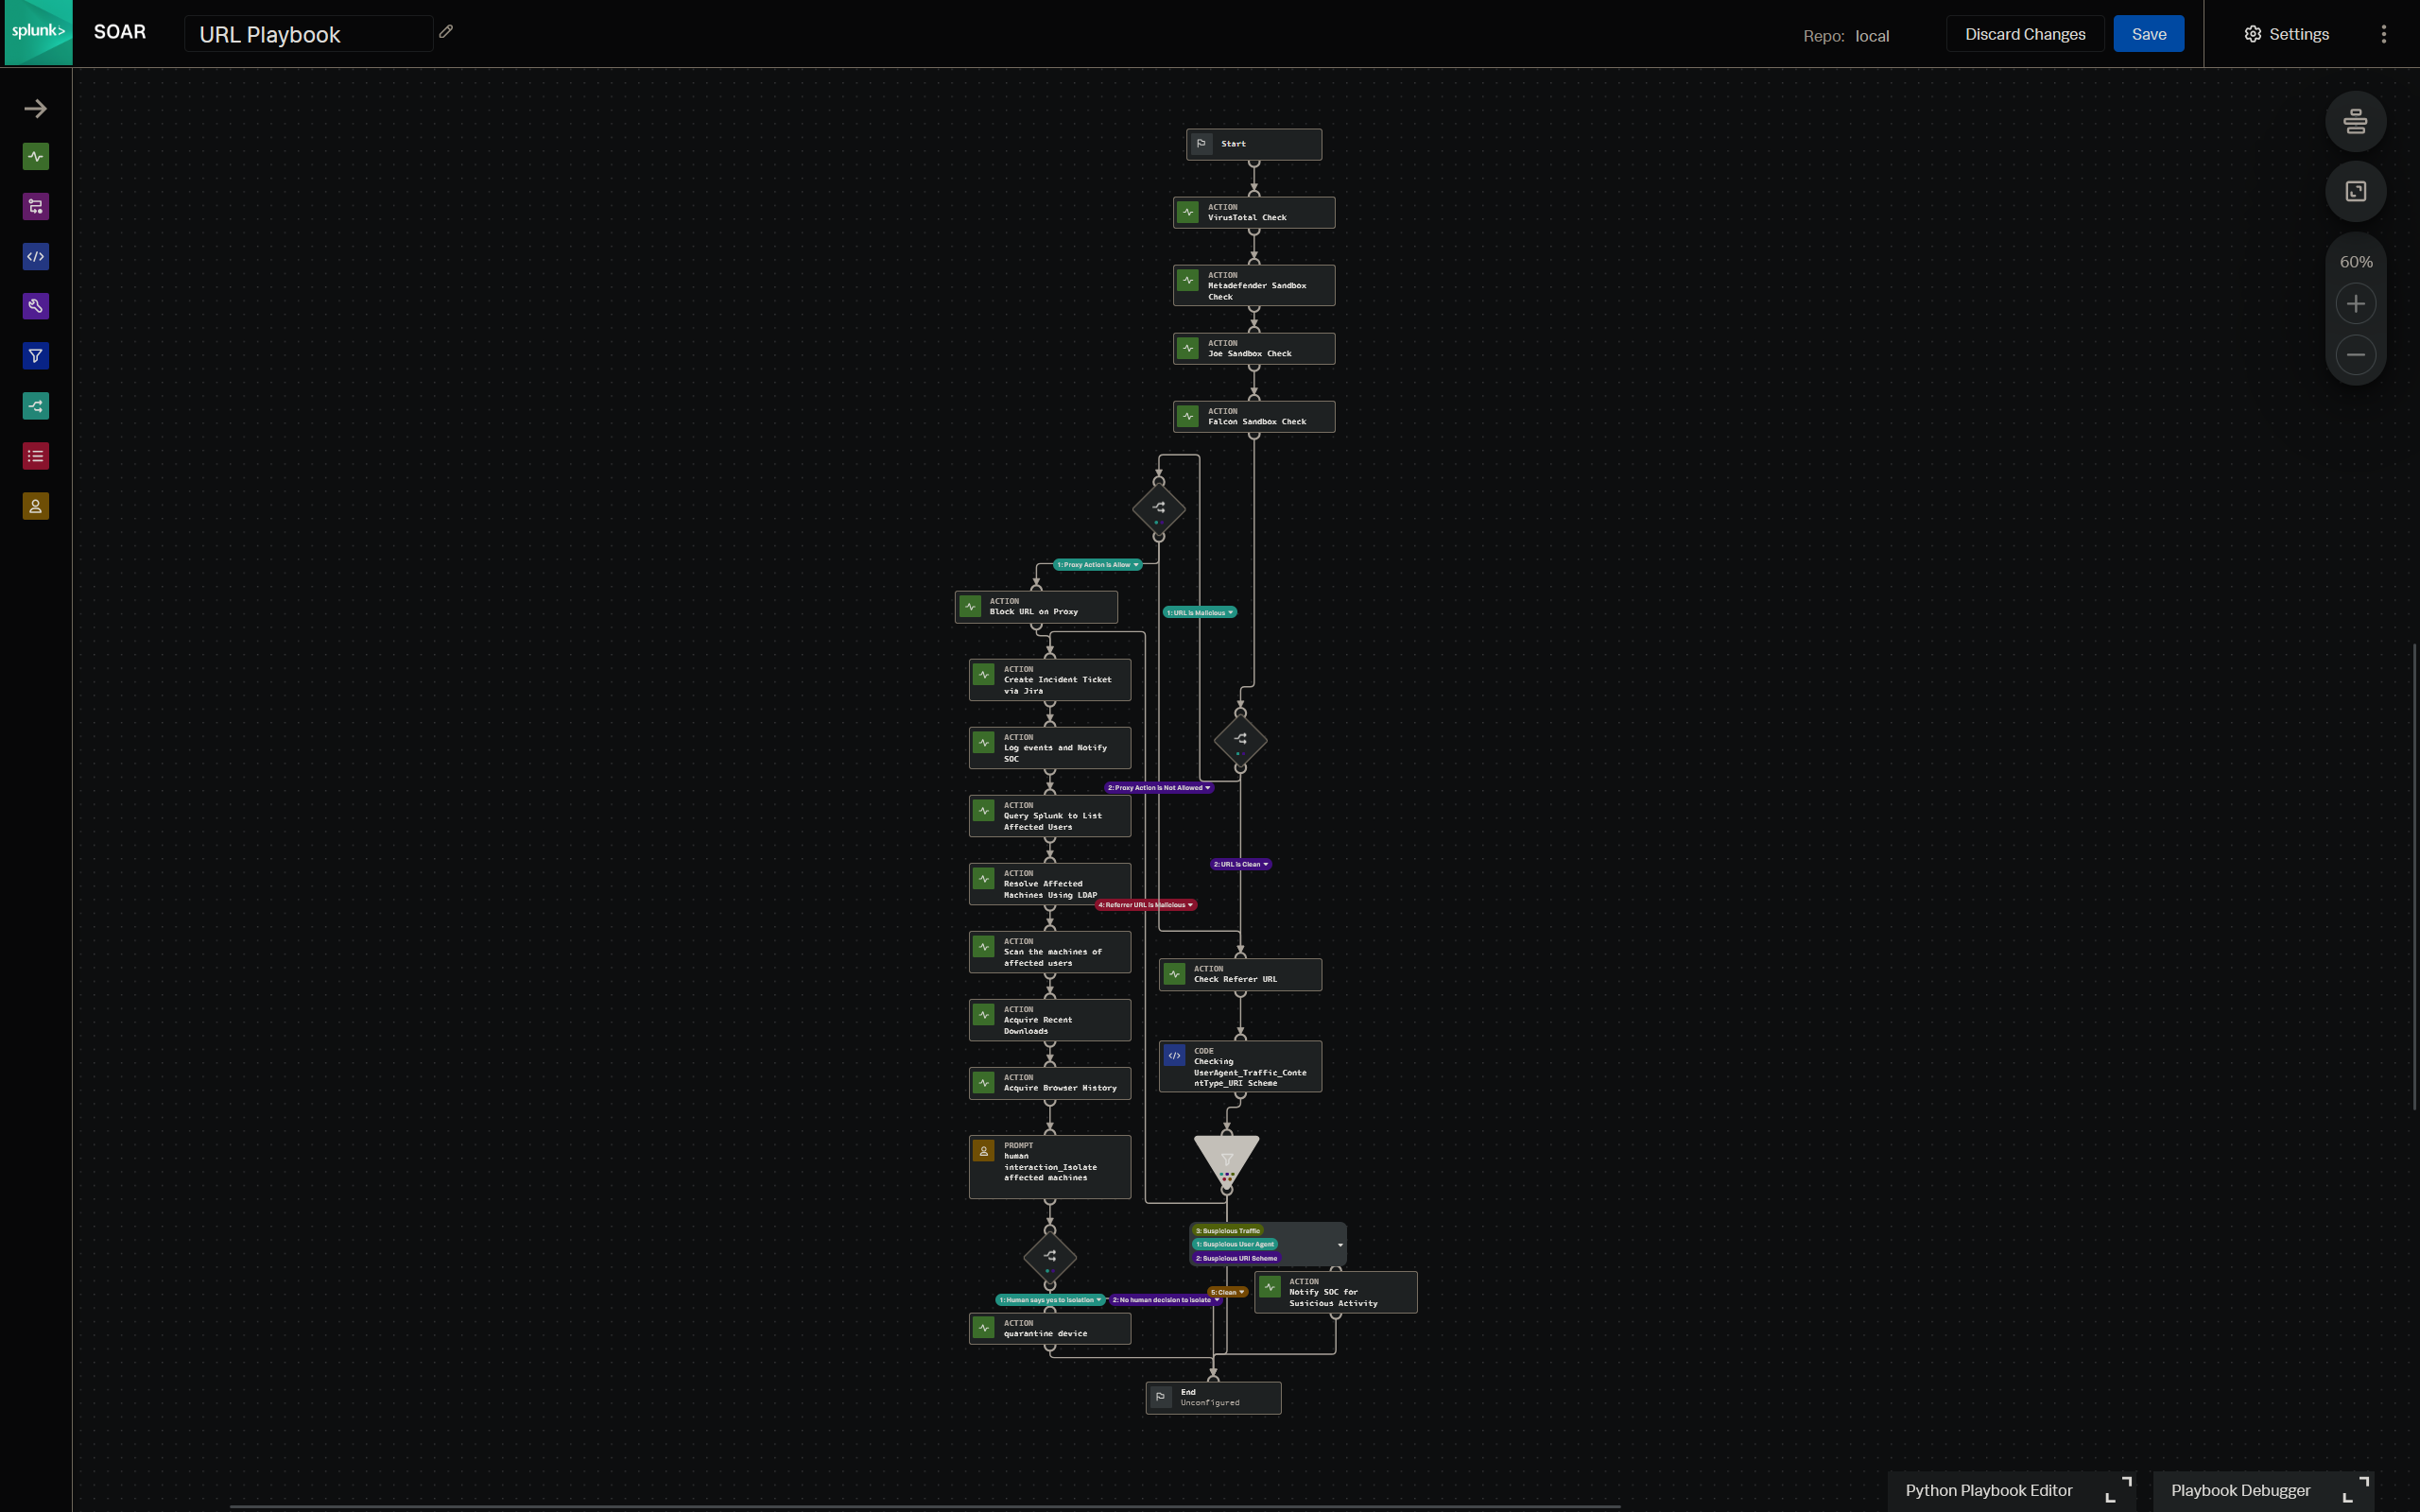 splunk>
SOAR
URL Playbook
Repo: local
Discard Changes
Save
Settings
60%
Start
ACTION
VirusTotal Check
ACTION
Metadefender Sandbox
Check
ACTION
Joe Sandbox Check
ACTION
Falcon Sandbox Check
1: Proxy Action is Allow
ACTION
Block URL on Proxy
1: URL is Malicious
ACTION
Create Incident Ticket
via Jira
ACTION
Log events and Notify
SOC
2: Proxy Action is Not Allowed
ACTION
Query Splunk to List
Affected Users
2: URL is Clean
ACTION
Resolve Affected
Machines Using LDAP
4: Referrer URL is Malicious
ACTION
Scan the machines of
affected users
ACTION
Check Referer URL
ACTION
Acquire Recent
Downloads
CODE
Checking
UserAgent_Traffic_Conte
ntType_URI Scheme
ACTION
Acquire Browser History
PROMPT
human
interaction_Isolate
affected machines
3: Suspicious Traffic
1: Suspicious User Agent
2: Suspicious URI Scheme
ACTION
Notify SOC for
Susicious Activity
5: Clean
1: Human says yes to isolation
2: No human decision to isolate
ACTION
quarantine device
End
Unconfigured
Python Playbook Editor
Playbook Debugger